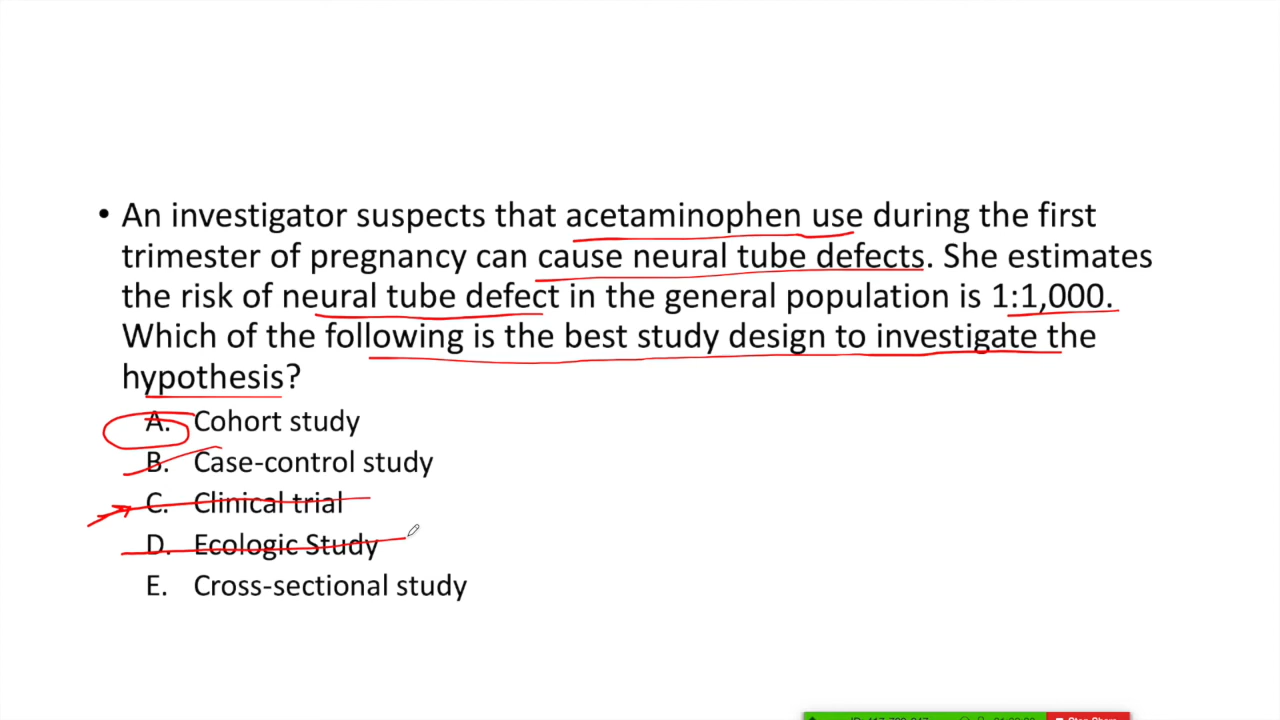 • An investigator suspects that acetaminophen use during the first
trimester of pregnancy can cause neural tube defects. She estimates
the risk of neural tube defect in the general population is 1:1,000.
Which of the following is the best study design to investigate the
hypothesis?
A. Cohort study
B. Case-control study
C. Clinical trial
D. Ecologic Study
E. Cross-sectional study